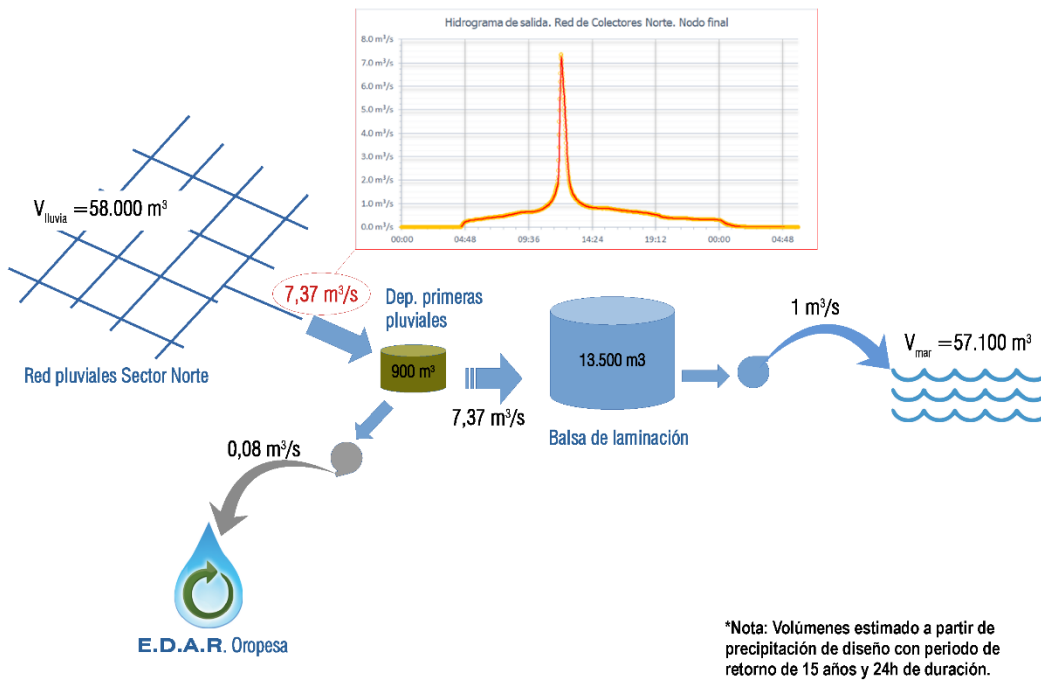 Hidrograma de salida. Red de Colectores Norte. Nodo final
8.0 m³/s
7.0 m³/s
6.0 m³/s
5.0 m³/s
4.0 m³/s
3.0 m³/s
2.0 m³/s
1.0 m³/s
0.0 m³/s
00:00 04:48 09:36 14:24 19:12 00:00 04:48
V lluvia =58.000 m³
7,37 m³/s
Red pluviales Sector Norte
Dep. primeras
pluviales
900 m³
7,37 m³/s
13.500 m3
Balsa de laminación
1 m³/s
V mar =57.100 m³
0,08 m³/s
E.D.A.R. Oropesa
*Nota: Volúmenes estimado a partir de
precipitación de diseño con periodo de
retorno de 15 años y 24h de duración.